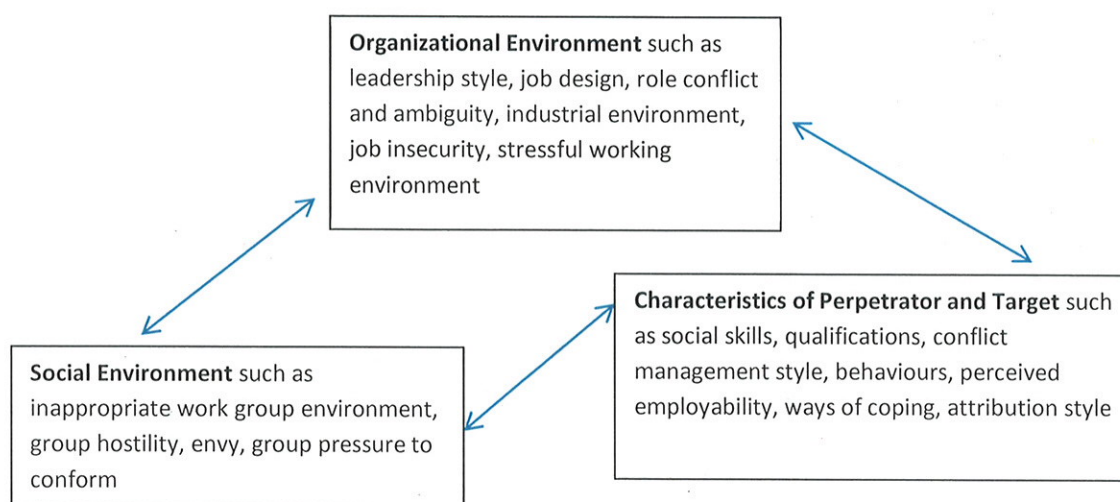 Organizational Environment such as
leadership style, job design, role conflict
and ambiguity, industrial environment,
job insecurity, stressful working
environment
Characteristics of Perpetrator and Target such
as social skills, qualifications, conflict
management style, behaviours, perceived
employability, ways of coping, attribution style
Social Environment such as
inappropriate work group environment,
group hostility, envy, group pressure to
conform